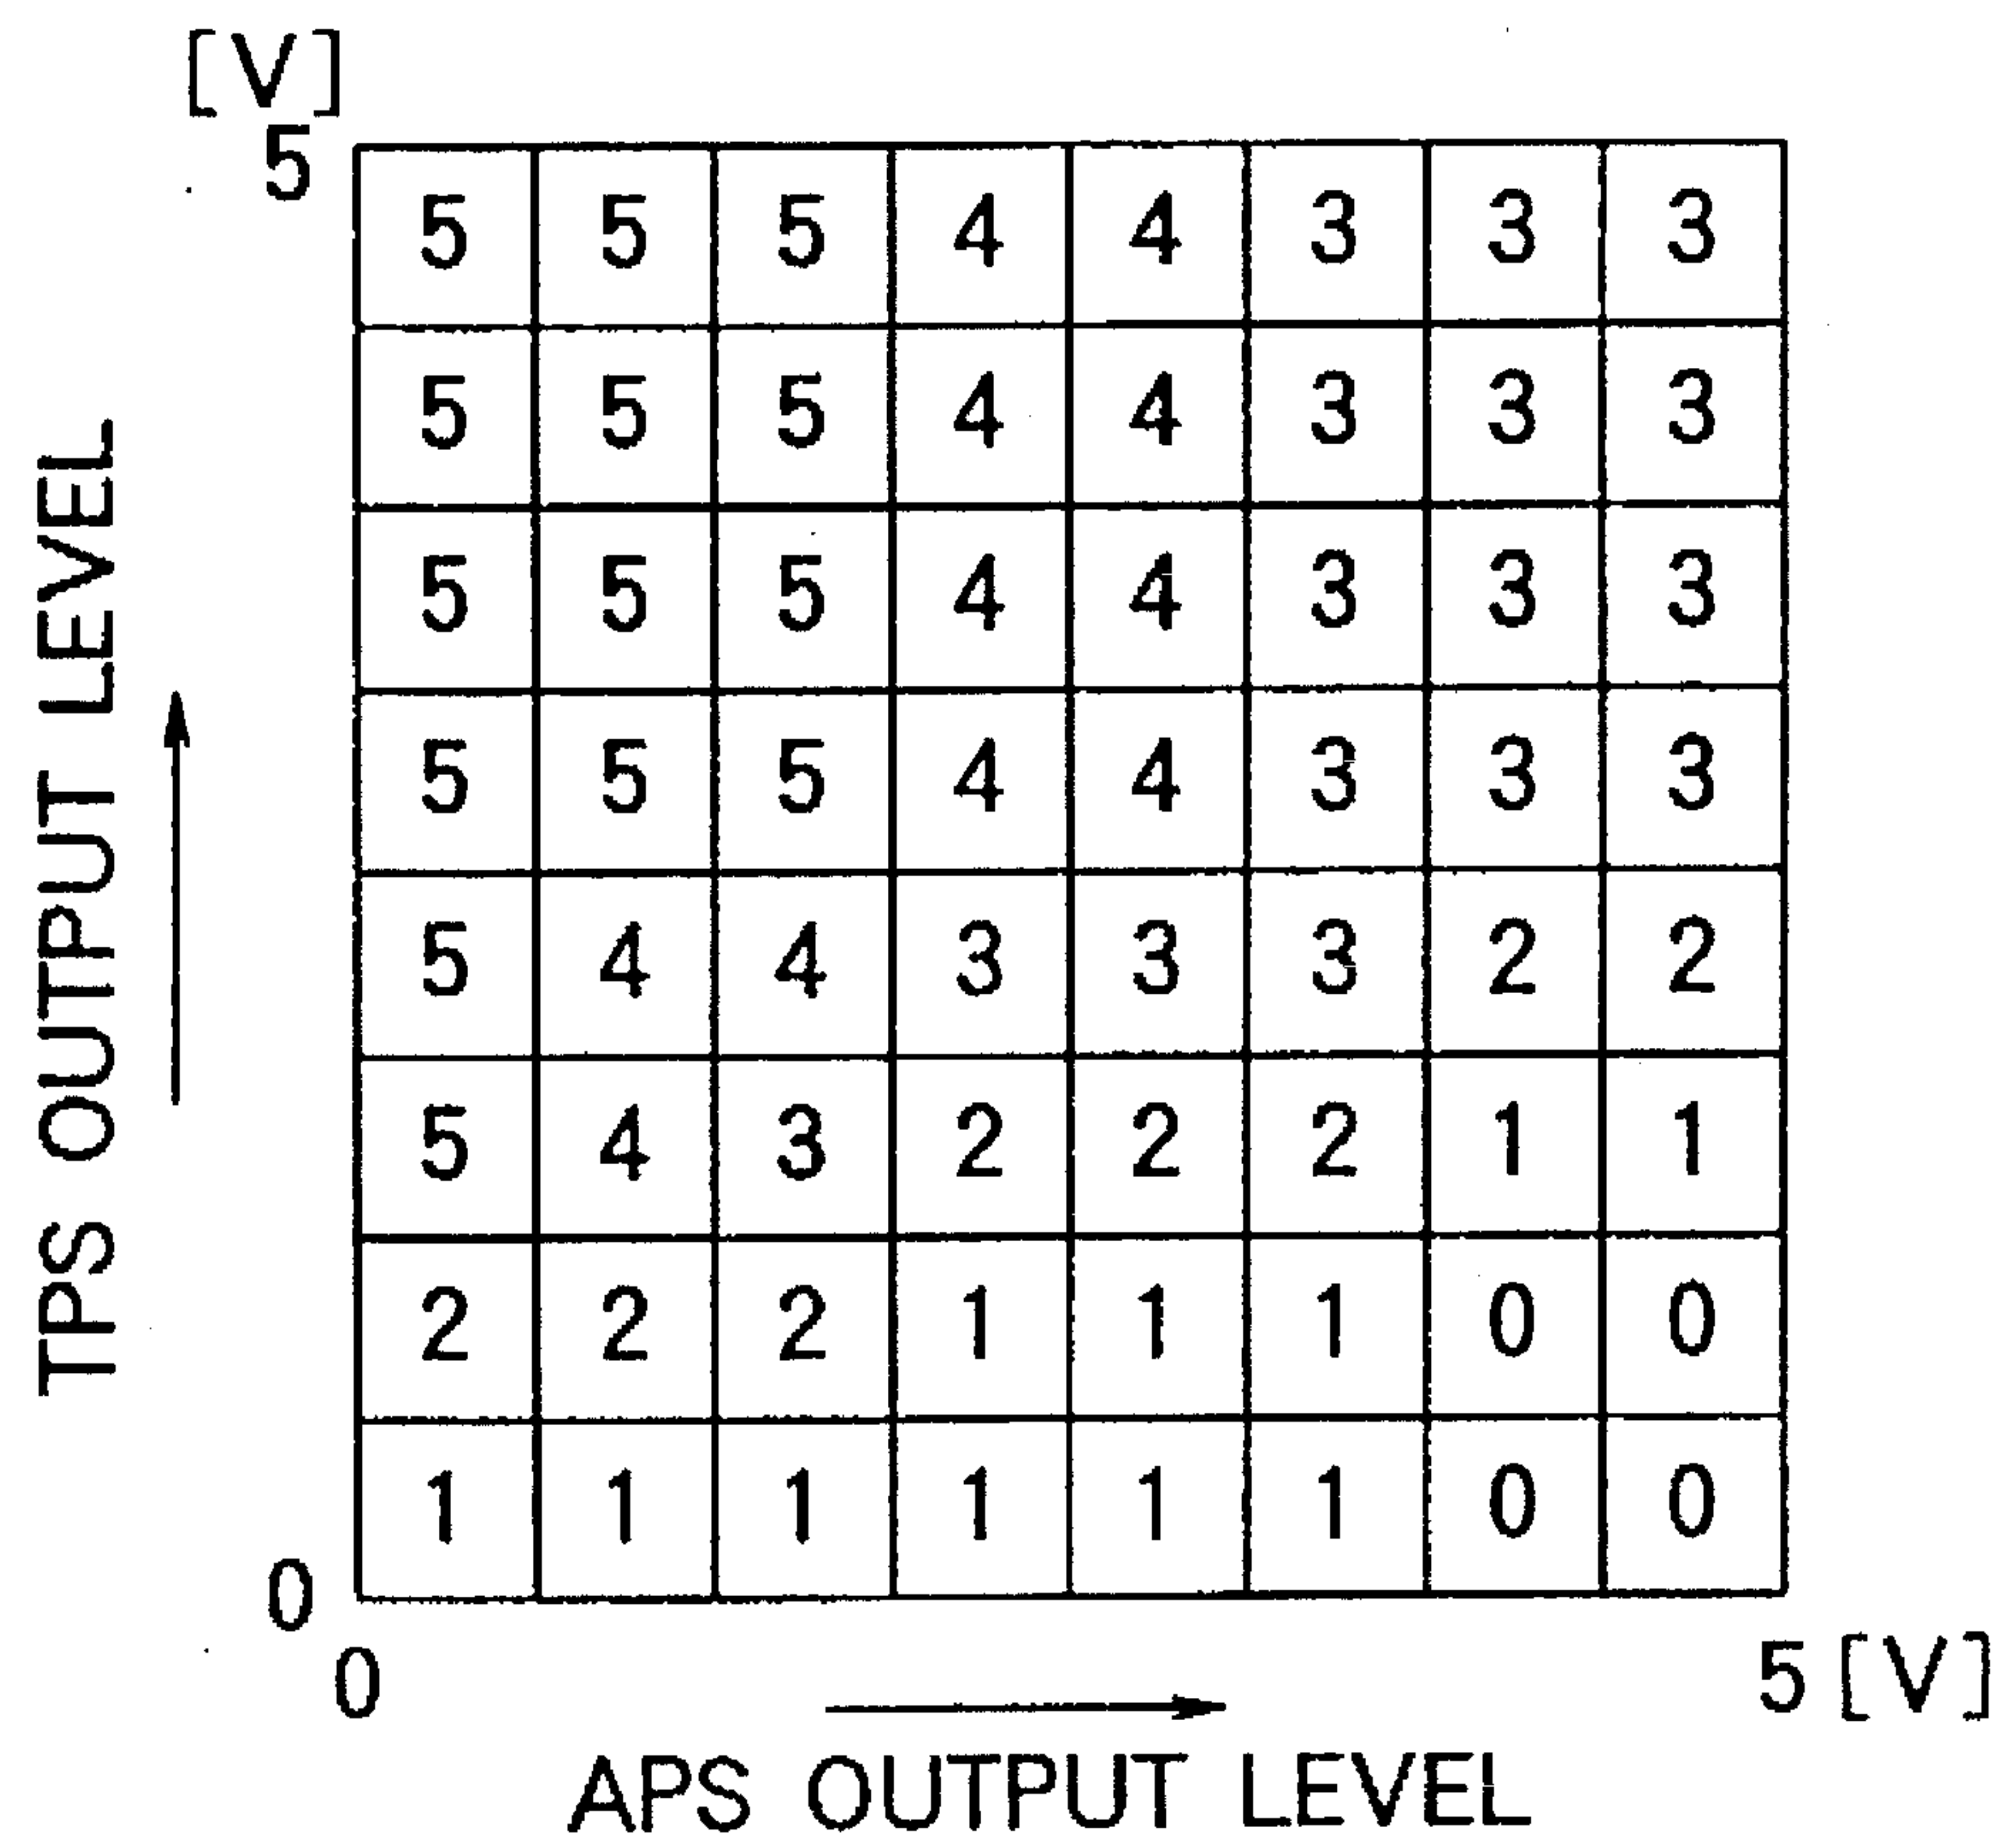 [V]
5
5 5 5 4 4 3 3 3
5 5 5 4 4 3 3 3
5 5 5 4 4 3 3 3
5 5 5 4 4 3 3 3
5 4 4 3 3 3 2 2
5 4 3 2 2 2 1 1
2 2 2 1 1 1 0 0
1 1 1 1 1 1 0 0
0
TPS OUTPUT LEVEL
0
5 [V]
APS OUTPUT LEVEL